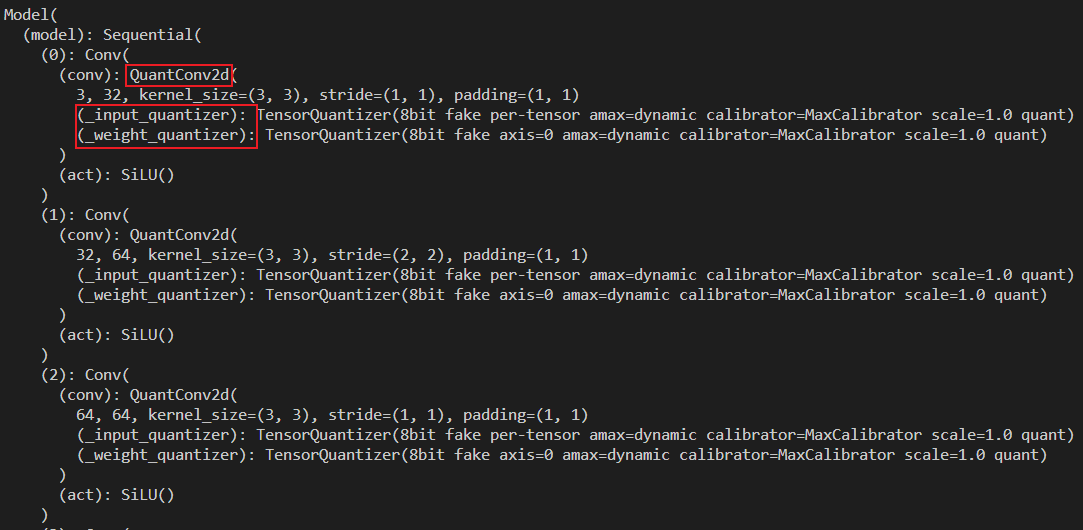 Model(
  (model): Sequential(
    (0): Conv(
      (conv): QuantConv2d(
        3, 32, kernel_size=(3, 3), stride=(1, 1), padding=(1, 1)
        (_input_quantizer): TensorQuantizer(8bit fake per-tensor amax=dynamic calibrator=MaxCalibrator scale=1.0 quant)
        (_weight_quantizer): TensorQuantizer(8bit fake axis=0 amax=dynamic calibrator=MaxCalibrator scale=1.0 quant)
      )
      (act): SiLU()
    )
    (1): Conv(
      (conv): QuantConv2d(
        32, 64, kernel_size=(3, 3), stride=(2, 2), padding=(1, 1)
        (_input_quantizer): TensorQuantizer(8bit fake per-tensor amax=dynamic calibrator=MaxCalibrator scale=1.0 quant)
        (_weight_quantizer): TensorQuantizer(8bit fake axis=0 amax=dynamic calibrator=MaxCalibrator scale=1.0 quant)
      )
      (act): SiLU()
    )
    (2): Conv(
      (conv): QuantConv2d(
        64, 64, kernel_size=(3, 3), stride=(1, 1), padding=(1, 1)
        (_input_quantizer): TensorQuantizer(8bit fake per-tensor amax=dynamic calibrator=MaxCalibrator scale=1.0 quant)
        (_weight_quantizer): TensorQuantizer(8bit fake axis=0 amax=dynamic calibrator=MaxCalibrator scale=1.0 quant)
      )
      (act): SiLU()
    )